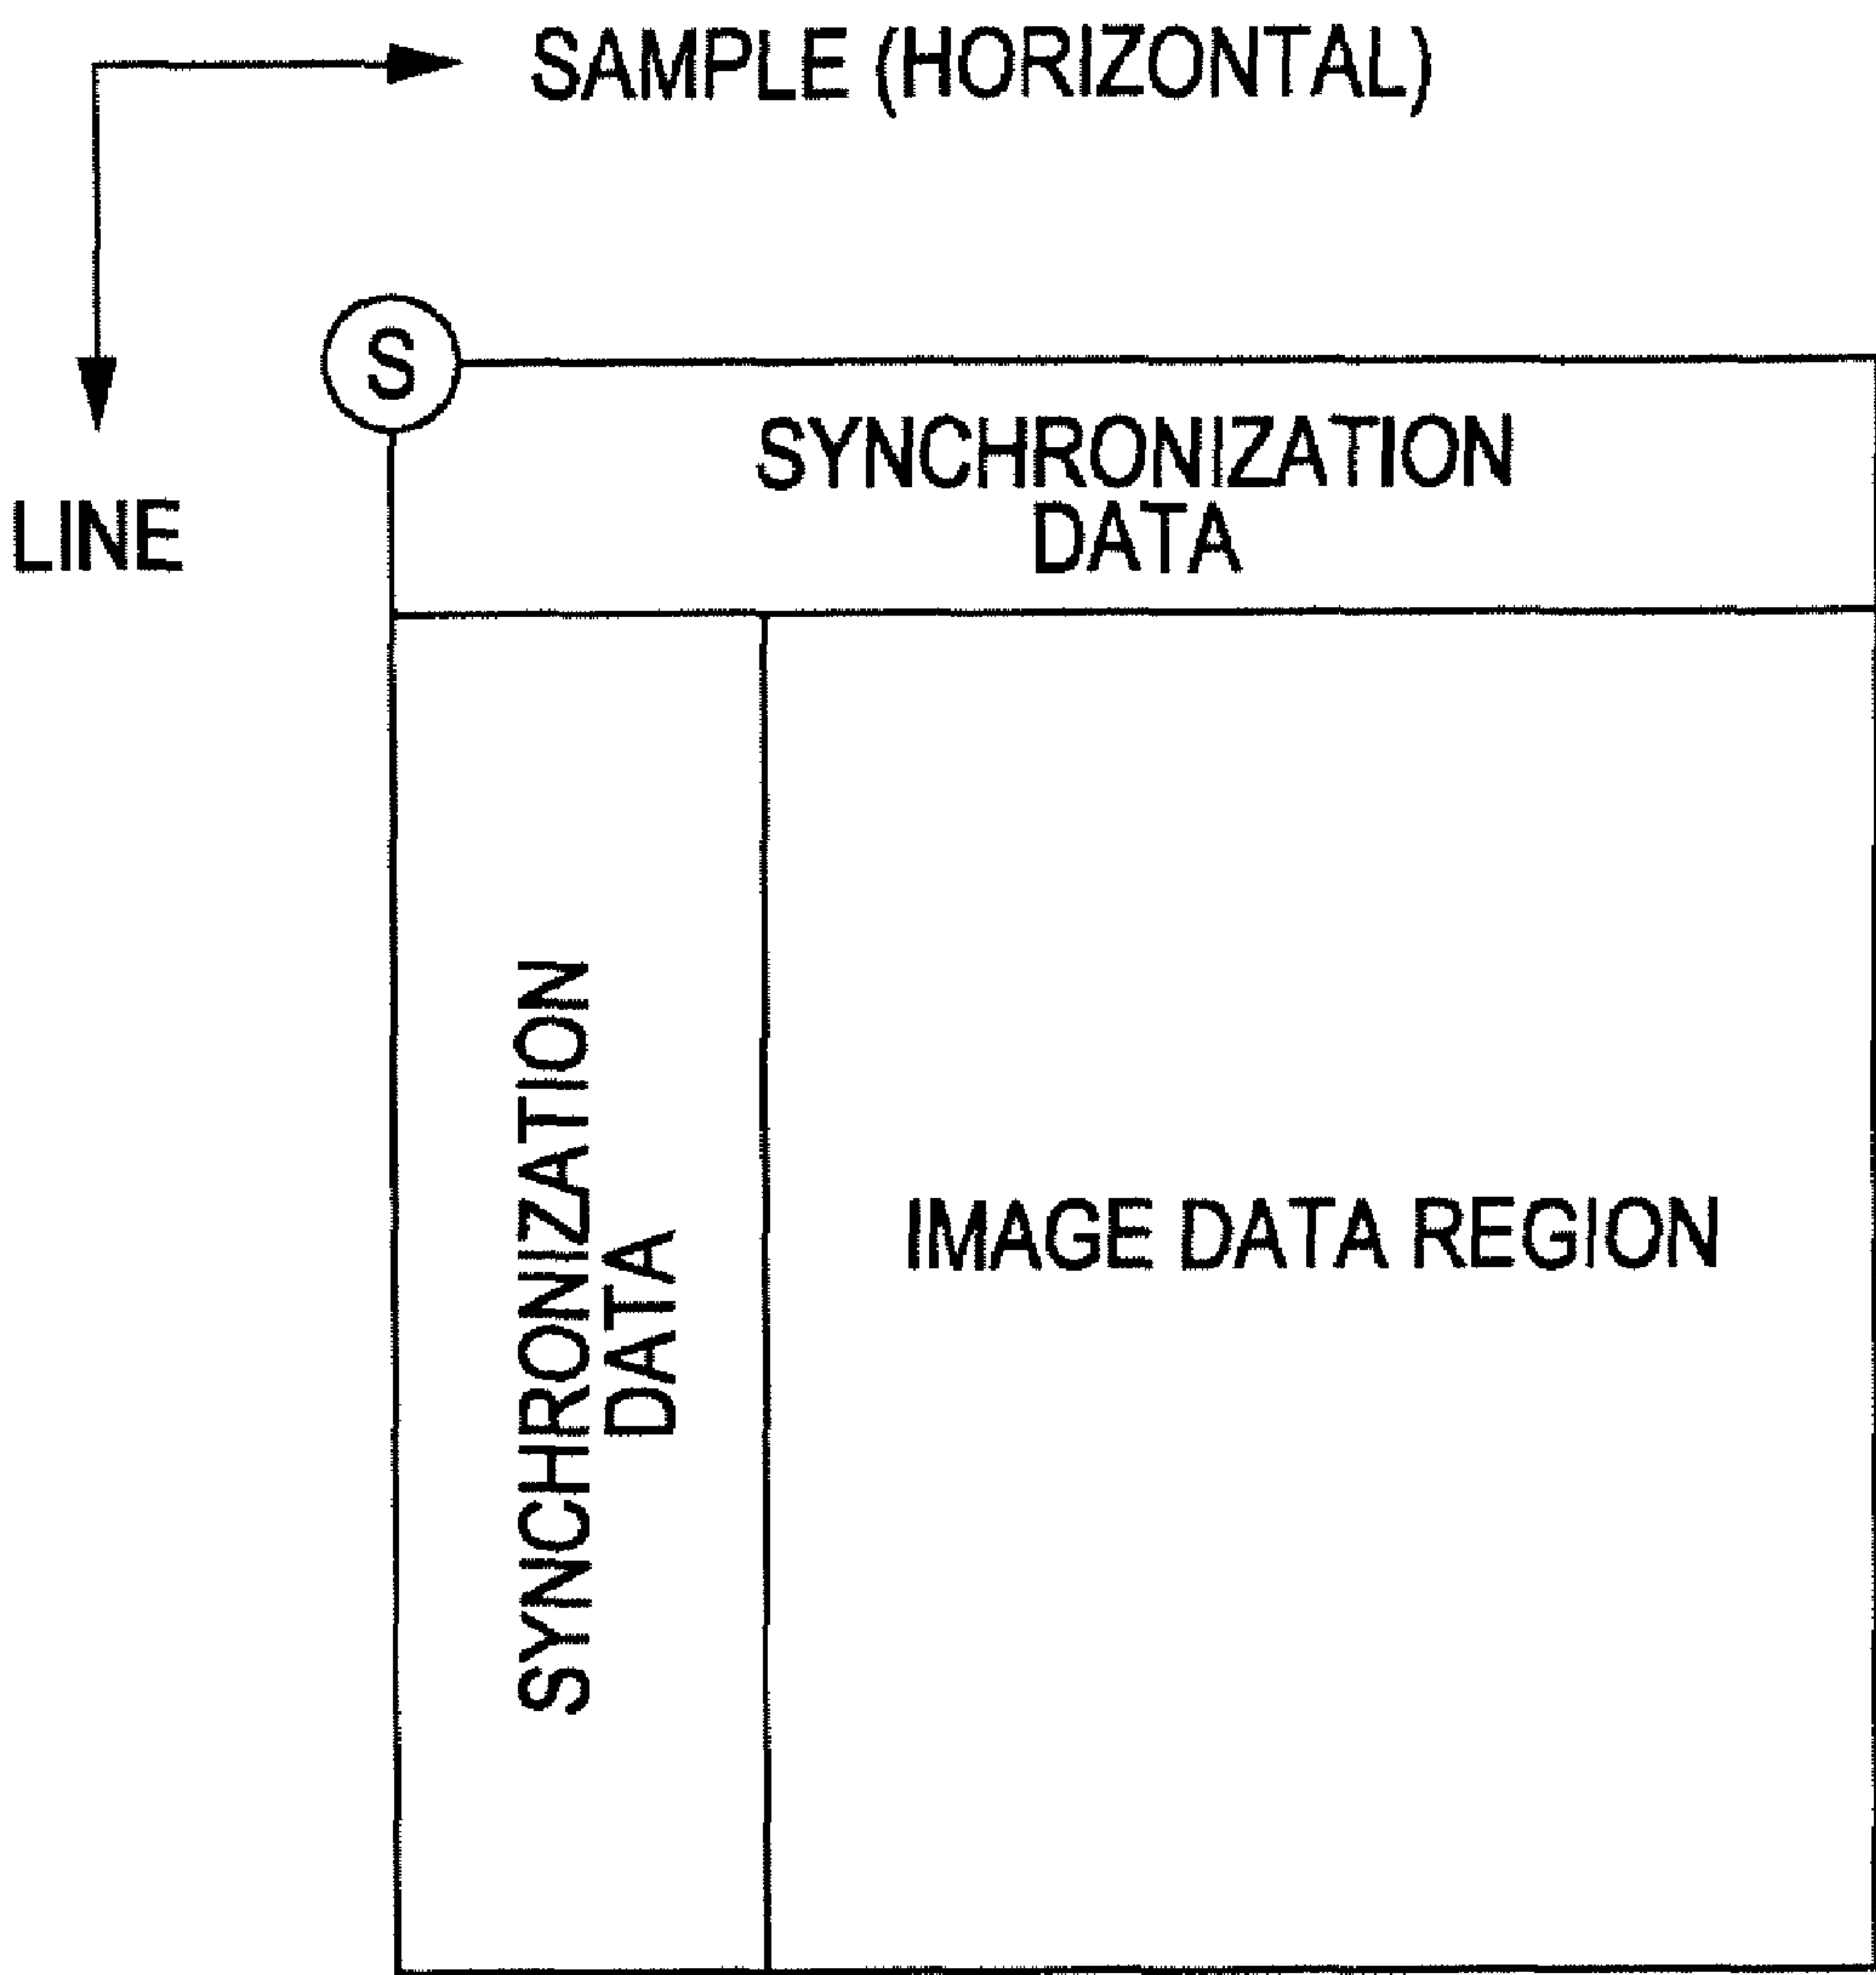 SAMPLE (HORIZONTAL)
S
LINE
SYNCHRONIZATION
DATA
SYNCHRONIZATION
DATA
IMAGE DATA REGION